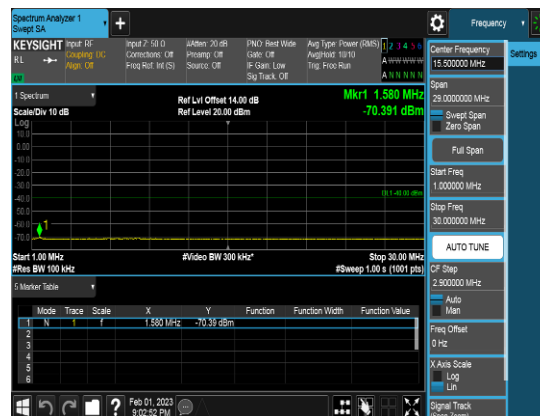 Spectrum Analyzer 1
Swept SA
Frequency
KEYSIGHT
RL
Input: RF
Coupling: DC
Align: Off
Input Z: 50 Ω
Corrections: Off
Freq Ref: Int (S)
#Atten: 20 dB
Preamp: Off
Source: Off
PNO: Best Wide
Gate: Off
IF Gain: Low
Sig Track: Off
Avg Type: Power (RMS)
Avg|Hold: 10/10
Trig: Free Run
1 2 3 4 5 6
A WW WW WW
A N N N N N
Settings
Center Frequency
15.500000 MHz
Span
29.0000000 MHz
Swept Span
Zero Span
Full Span
Start Freq
1.000000 MHz
Stop Freq
30.000000 MHz
AUTO TUNE
CF Step
2.900000 MHz
Auto
Man
Freq Offset
0 Hz
X Axis Scale
Log
Lin
Signal Track
(Span Zoom)
1 Spectrum
Scale/Div 10 dB
Log
Ref Lvl Offset 14.00 dB
Ref Level 20.00 dBm
Mkr1 1.580 MHz
-70.391 dBm
10.0
0.00
-10.0
-20.0
-30.0
-40.0
-50.0
-60.0
-70.0
1
DL1 -40.00 dBm
Start 1.00 MHz
#Res BW 100 kHz
#Video BW 300 kHz*
Stop 30.00 MHz
#Sweep 1.00 s (1001 pts)
5 Marker Table
Mode Trace Scale X Y Function Function Width Function Value
1 N 1 f 1.580 MHz -70.39 dBm
2
3
4
5
6
?
Feb 01, 2023
9:02:52 PM